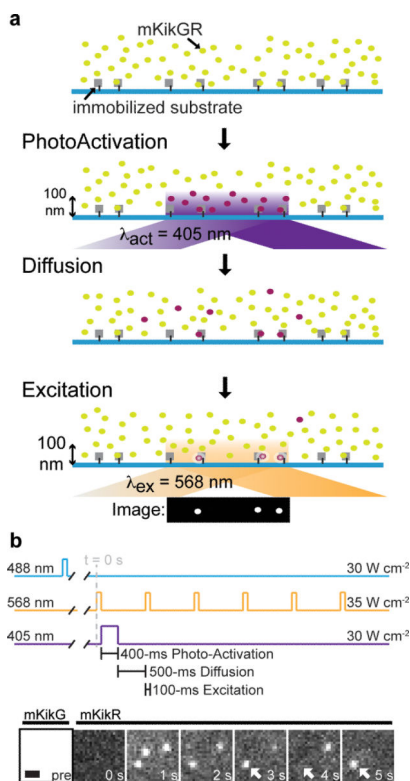 a
mKikGR
immobilized substrate
PhotoActivation
100
nm
λact = 405 nm
Diffusion
Excitation
100
nm
λex = 568 nm
Image:
b
t = 0 s
488 nm
30 W cm-2
568 nm
35 W cm-2
405 nm
30 W cm-2
400-ms Photo-Activation
500-ms Diffusion
100-ms Excitation
mKikG mKikR
pre 0 s 1 s 2 s 3 s 4 s 5 s